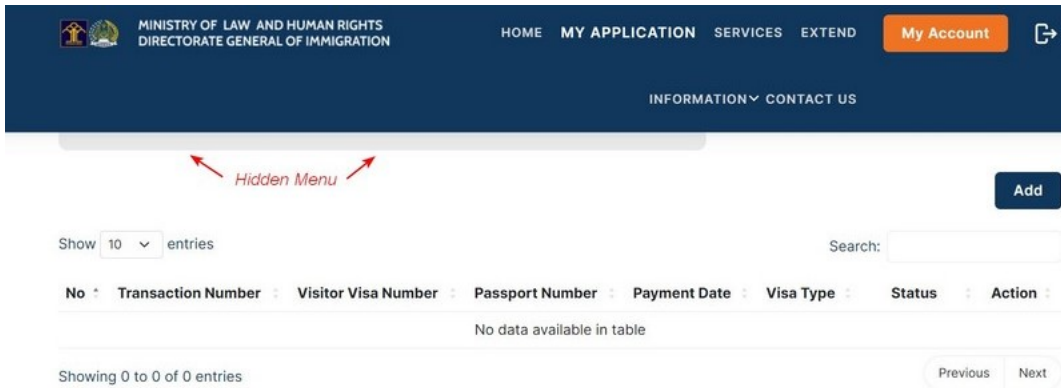 MINISTRY OF LAW AND HUMAN RIGHTS
DIRECTORATE GENERAL OF IMMIGRATION
HOME MY APPLICATION SERVICES EXTEND My Account
INFORMATION CONTACT US
Hidden Menu
Add
Show 10 entries Search:
No Transaction Number Visitor Visa Number Passport Number Payment Date Visa Type Status Action
No data available in table
Showing 0 to 0 of 0 entries Previous Next